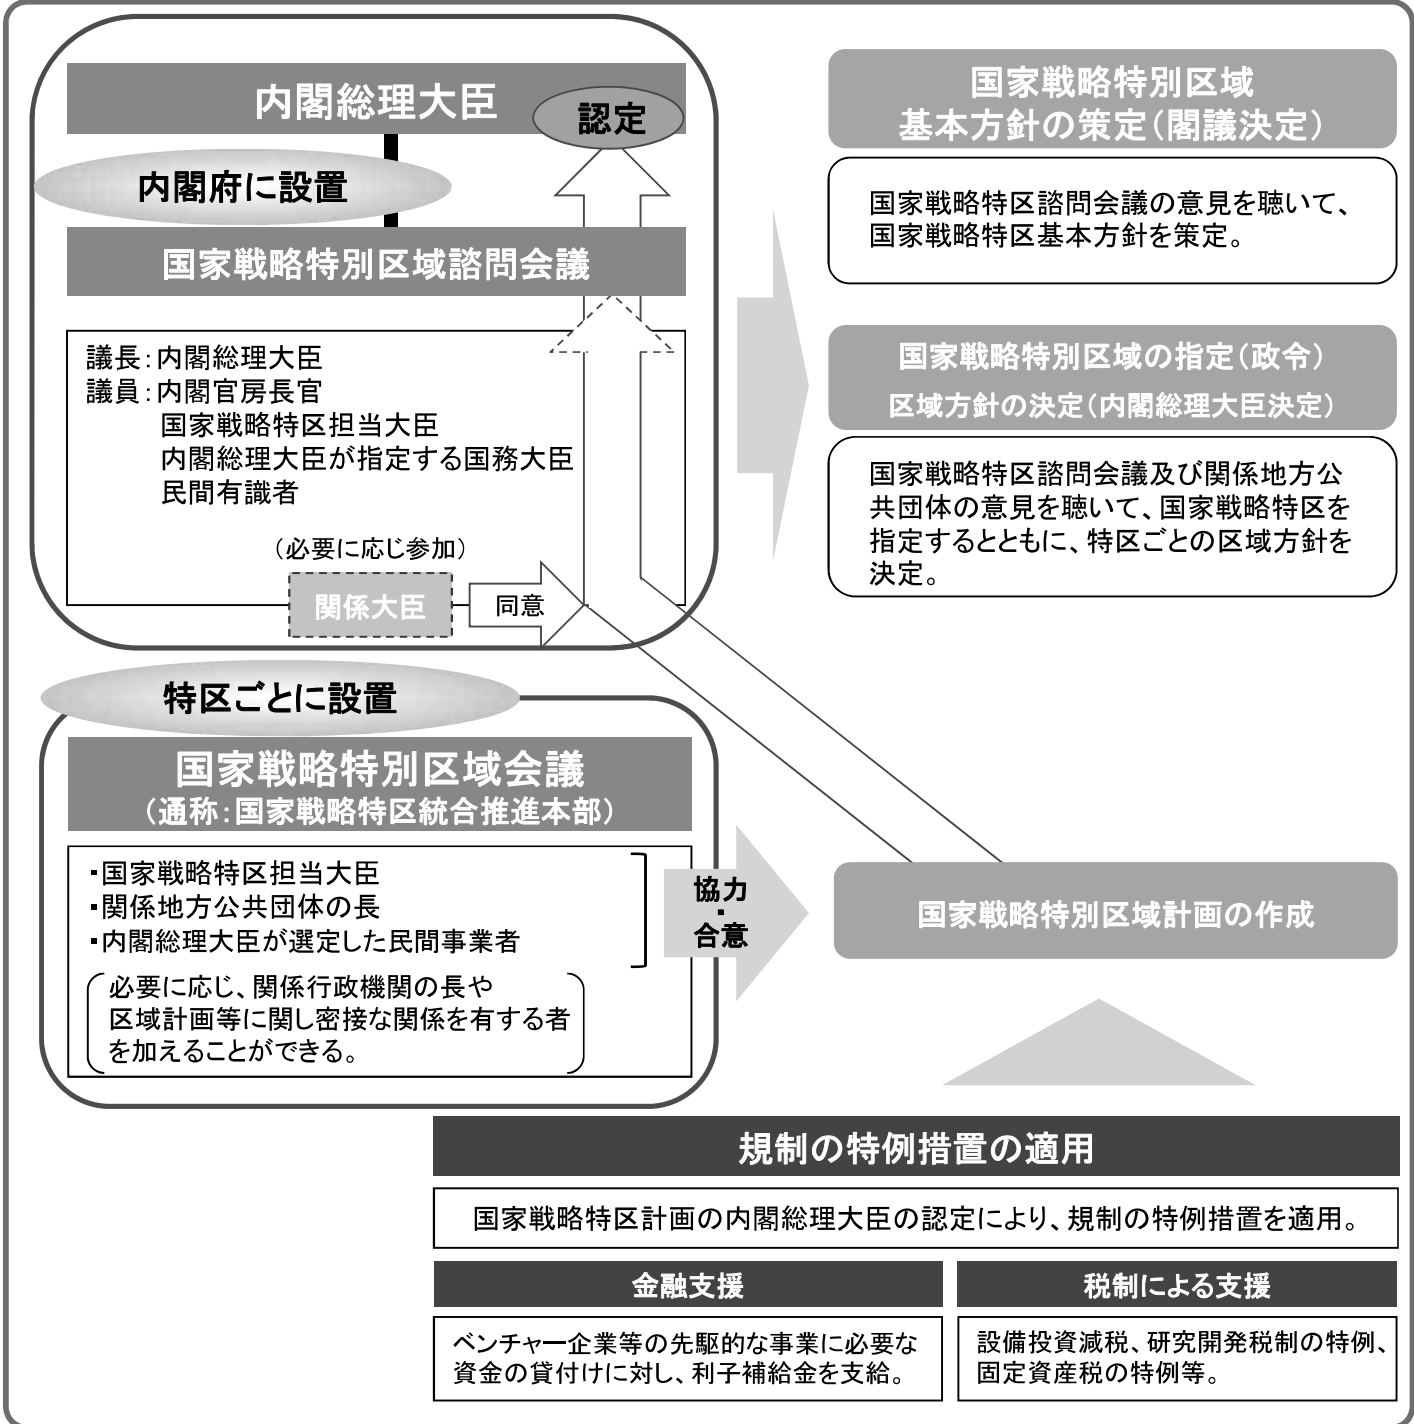 内閣総理大臣
認定
内閣府に設置
国家戦略特別区域諮問会議
議長：内閣総理大臣
議員：内閣官房長官
国家戦略特区担当大臣
内閣総理大臣が指定する国務大臣
民間有識者
（必要に応じ参加）
関係大臣
同意
国家戦略特別区域
基本方針の策定（閣議決定）
国家戦略特区諮問会議の意見を聴いて、
国家戦略特区基本方針を策定。
国家戦略特別区域の指定（政令）
区域方針の決定（内閣総理大臣決定）
国家戦略特区諮問会議及び関係地方公
共団体の意見を聴いて、国家戦略特区を
指定するとともに、特区ごとの区域方針を
決定。
特区ごとに設置
国家戦略特別区域会議
（通称：国家戦略特区統合推進本部）
・国家戦略特区担当大臣
・関係地方公共団体の長
・内閣総理大臣が選定した民間事業者
必要に応じ、関係行政機関の長や
区域計画等に関し密接な関係を有する者
を加えることができる。
協力
・
合意
国家戦略特別区域計画の作成
規制の特例措置の適用
国家戦略特区計画の内閣総理大臣の認定により、規制の特例措置を適用。
金融支援
ベンチャー企業等の先駆的な事業に必要な
資金の貸付けに対し、利子補給金を支給。
税制による支援
設備投資減税、研究開発税制の特例、
固定資産税の特例等。